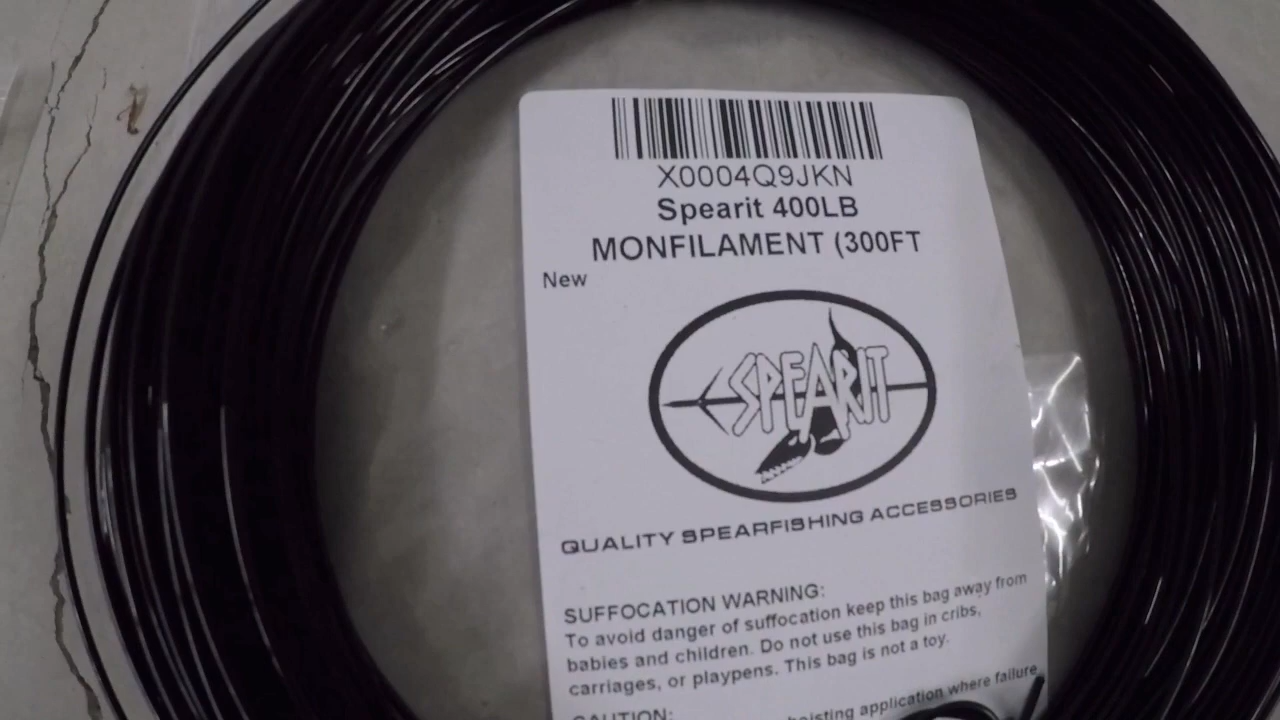 X0004Q9JKN
Spearit 400LB
MONFILAMENT (300FT
New
SPEARIT
QUALITY SPEARFISHING ACCESSORIES
SUFFOCATION WARNING:
To avoid danger of suffocation keep this bag away from
babies and children. Do not use this bag in cribs,
carriages, or playpens. This bag is not a toy.
CAUTION: hoisting application where failure